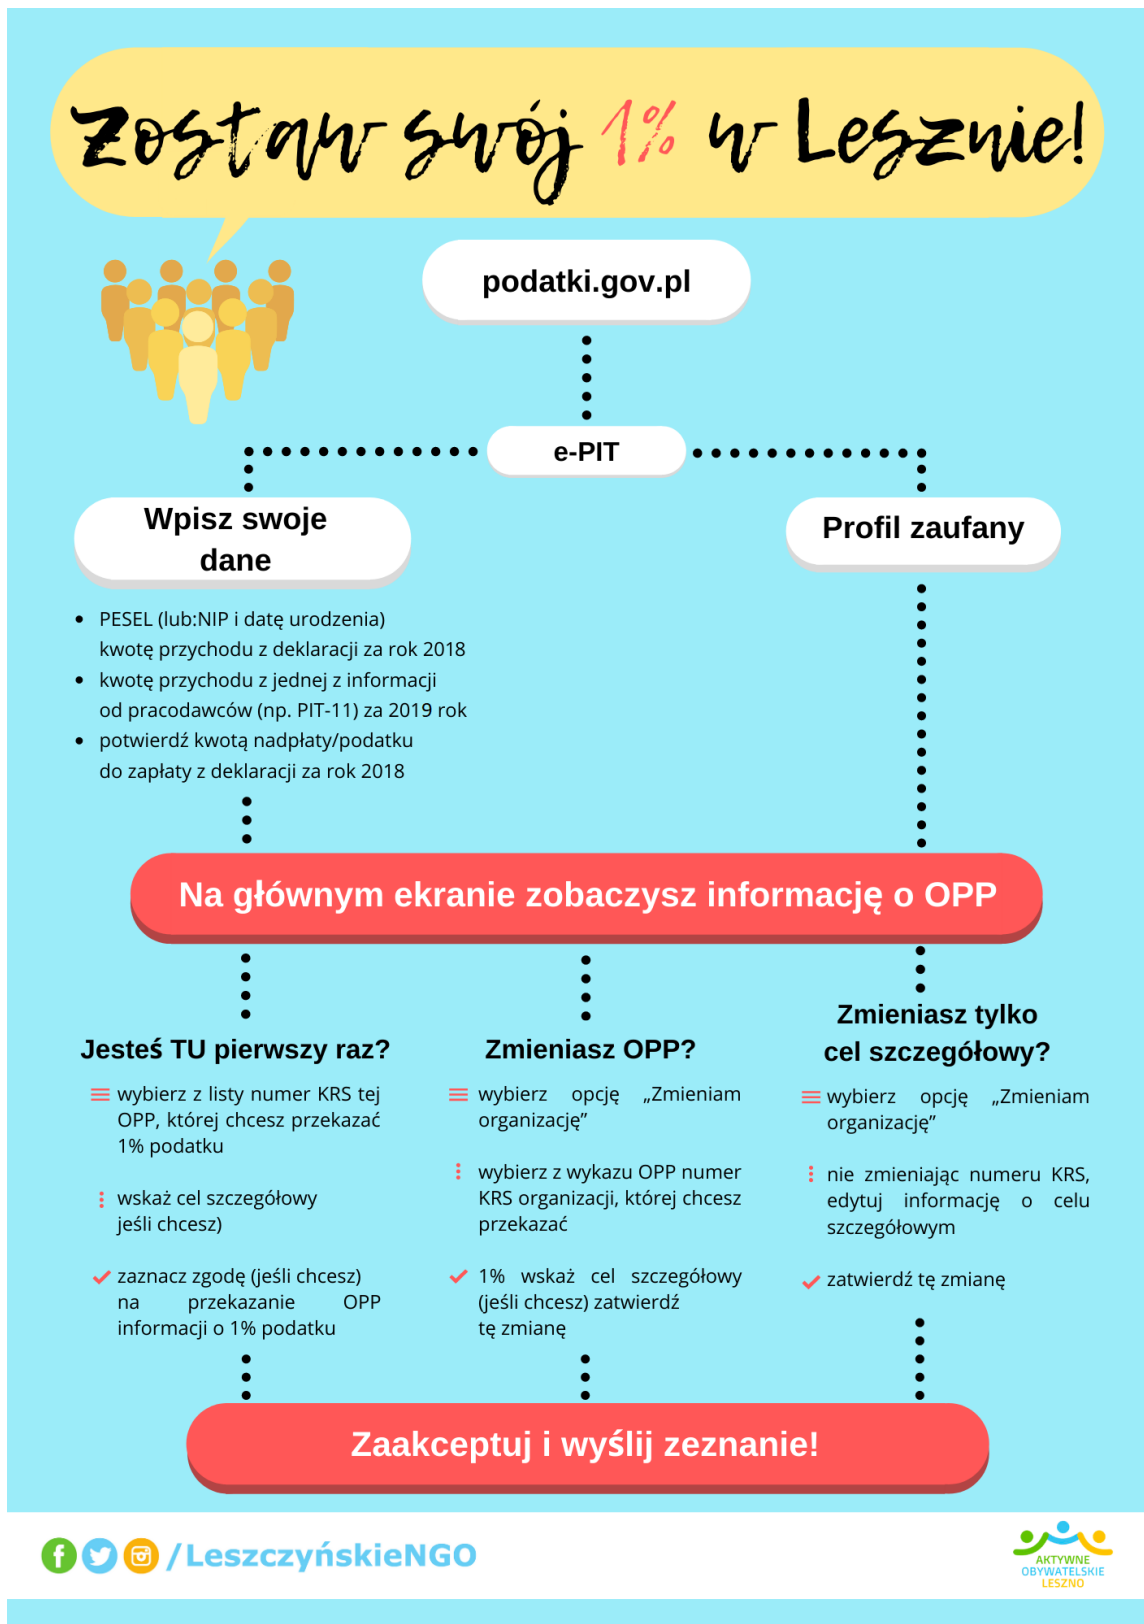 Zostaw swój 1% w Lesznie!
podatki.gov.pl
e-PIT
Wpisz swoje
dane
Profil zaufany
PESEL (lub:NIP i datę urodzenia)
kwotę przychodu z deklaracji za rok 2018
kwotę przychodu z jednej z informacji
od pracodawców (np. PIT-11) za 2019 rok
potwierdź kwotą nadpłaty/podatku
do zapłaty z deklaracji za rok 2018
Na głównym ekranie zobaczysz informację o OPP
Jesteś TU pierwszy raz?
wybierz z listy numer KRS tej
OPP, której chcesz przekazać
1% podatku
wskaż cel szczegółowy
jeśli chcesz)
zaznacz zgodę (jeśli chcesz)
na przekazanie OPP
informacji o 1% podatku
Zmieniasz OPP?
wybierz opcję „Zmieniam
organizację”
wybierz z wykazu OPP numer
KRS organizacji, której chcesz
przekazać
1% wskaż cel szczegółowy
(jeśli chcesz) zatwierdź
tę zmianę
Zmieniasz tylko
cel szczegółowy?
wybierz opcję „Zmieniam
organizację”
nie zmieniając numeru KRS,
edytuj informację o celu
szczegółowym
zatwierdź tę zmianę
Zaakceptuj i wyślij zeznanie!
/LeszczyńskieNGO
AKTYWNE
OBYWATELSKIE
LESZNO